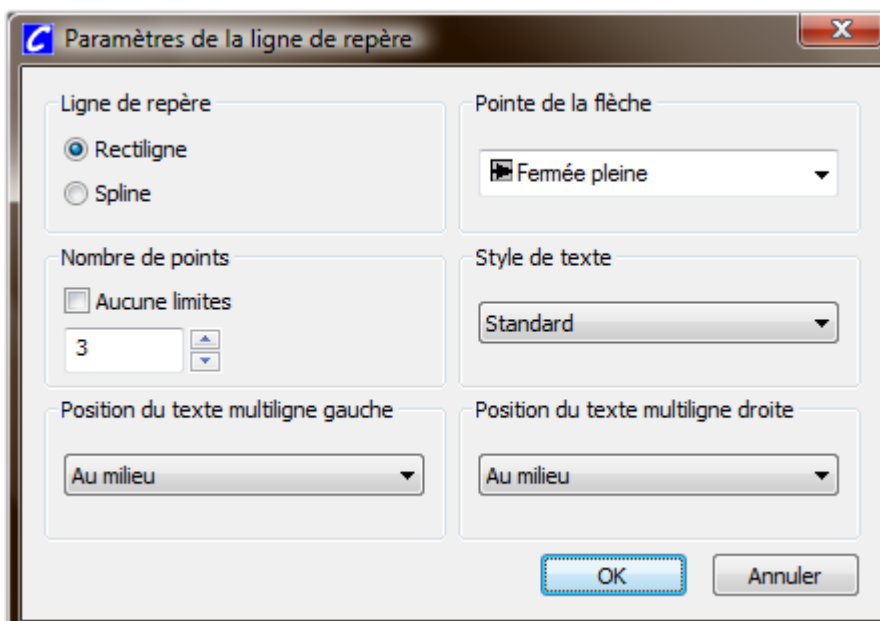 Paramètres de la ligne de repère
Ligne de repère
Rectiligne
Spline
Pointe de la flèche
Fermée pleine
Nombre de points
Aucune limites
3
Style de texte
Standard
Position du texte multiligne gauche
Au milieu
Position du texte multiligne droite
Au milieu
OK
Annuler